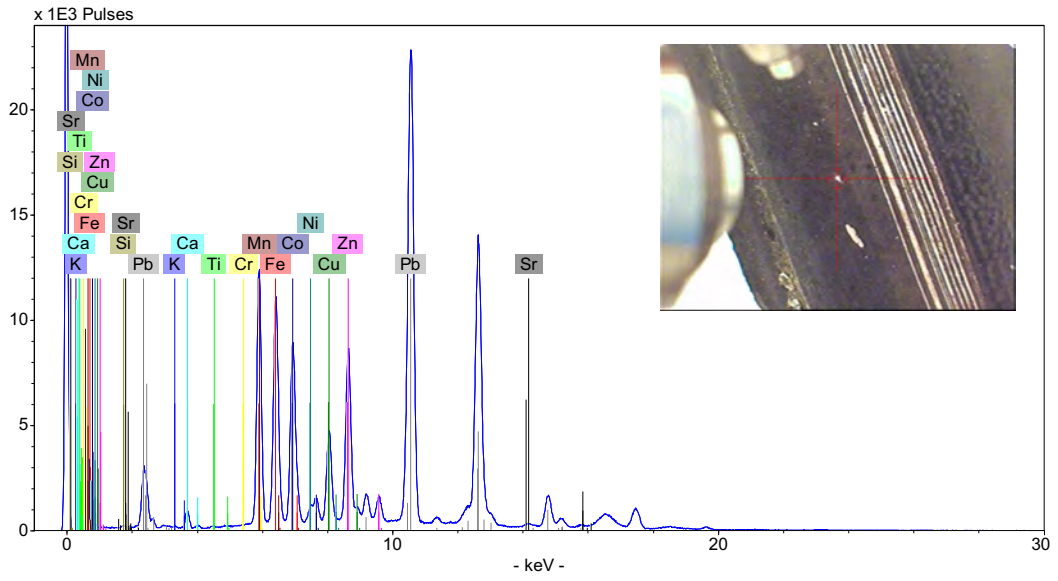 x 1E3 Pulses
Mn
Ni
Co
Sr
Ti
Si Zn
Cu
Cr
Fe Sr Ni
Ca Si Ca Mn Co Zn
K Pb K Ti Cr Fe Cu Pb Sr
20
15
10
5
0
0 10 20 30
- keV -